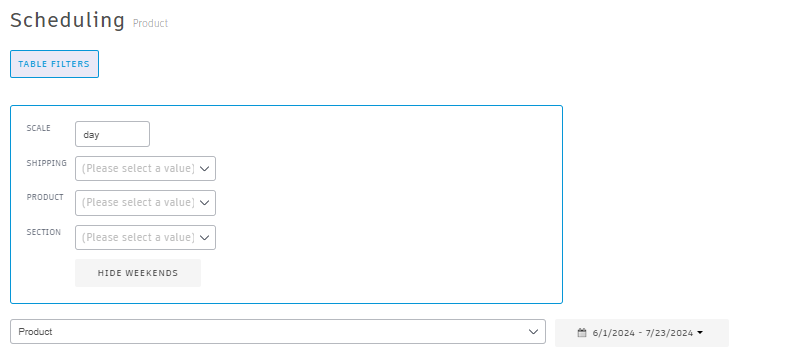 Scheduling Product
TABLE FILTERS
SCALE day
SHIPPING (Please select a value)
PRODUCT (Please select a value)
SECTION (Please select a value)
HIDE WEEKENDS
Product 6/1/2024 - 7/23/2024